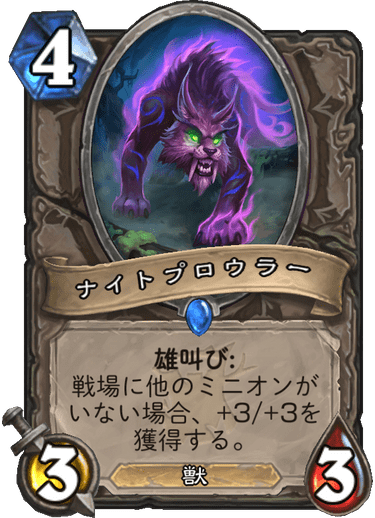 4
ナイトプロウラー
雄叫び:
戦場に他のミニオンが
いない場合、+3/+3を
獲得する。
獣
3
3